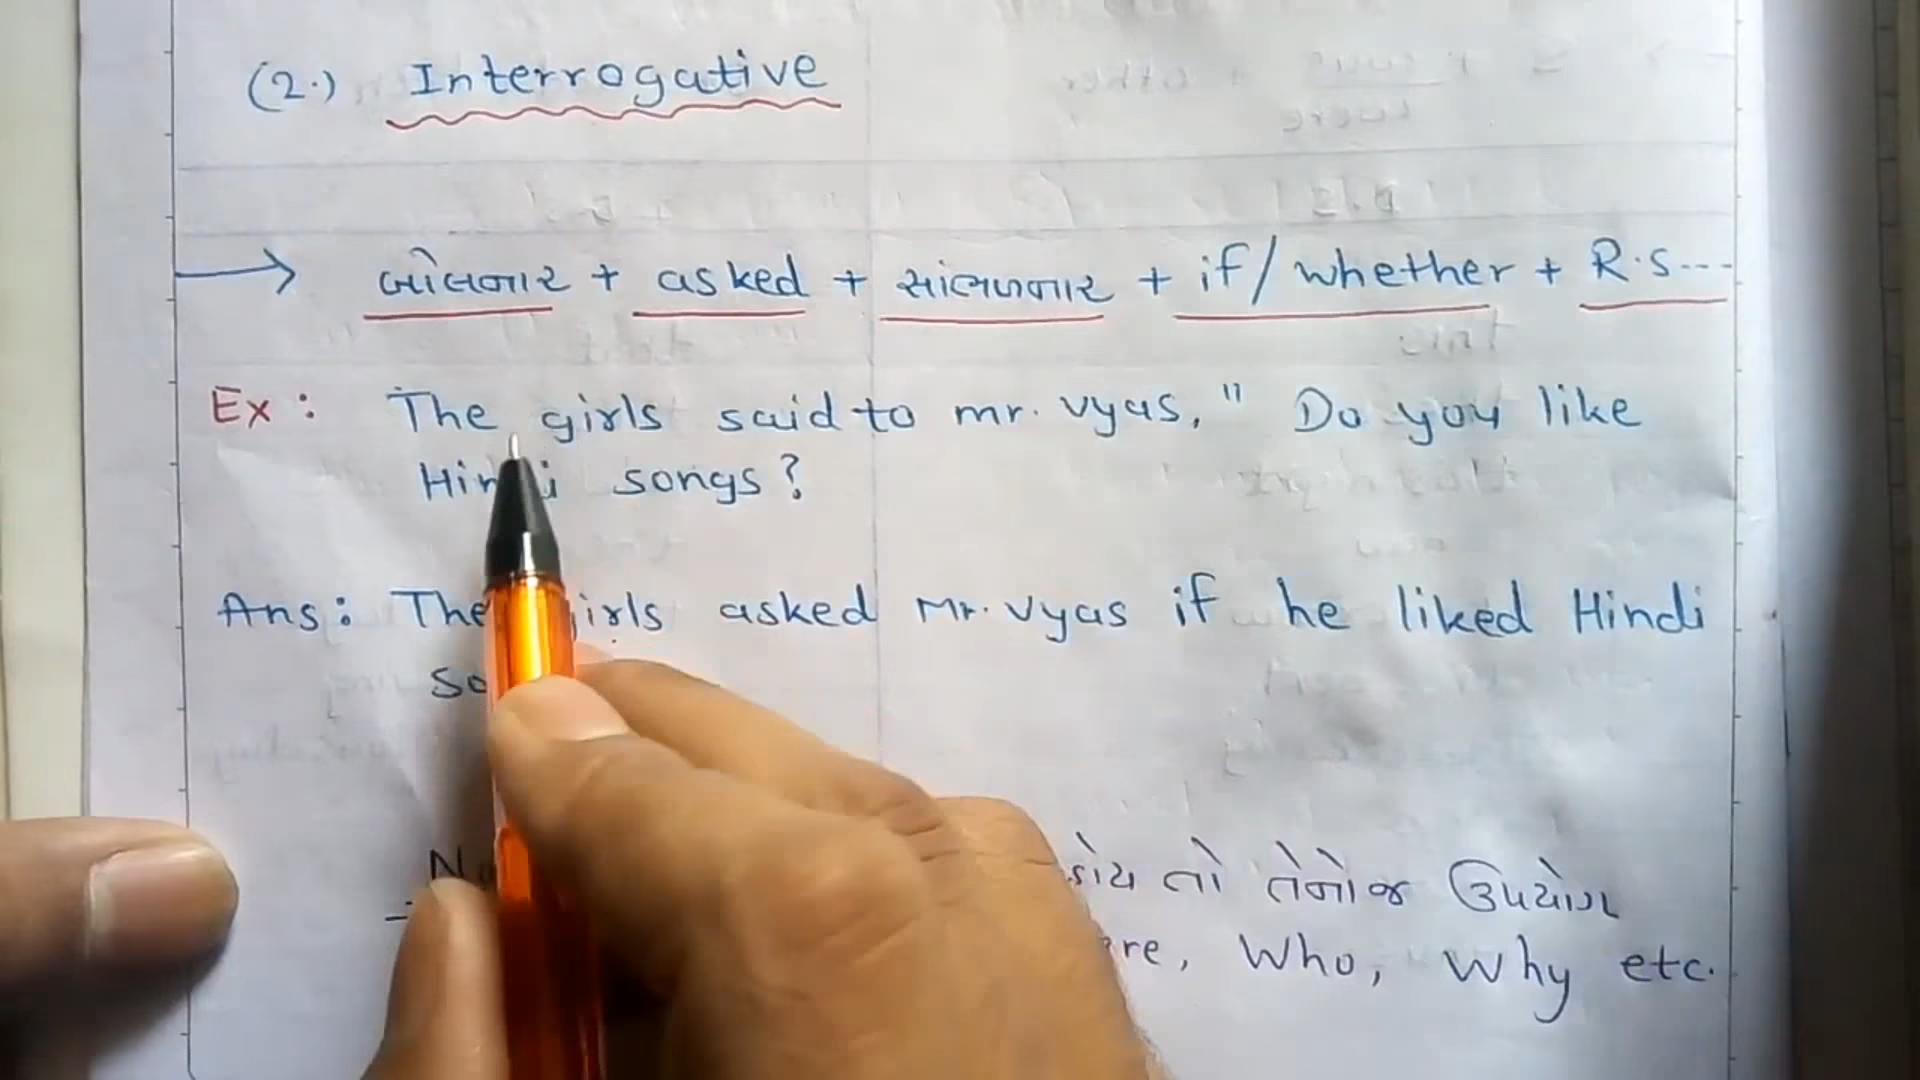 (2.) Interrogative
બોલનાર + asked + સાંભળનાર + if/ whether + R.S...
Ex: The girls said to mr. vyas, " Do you like
songs?
Ans: The asked Mr. Vyas if he liked Hindi
હોય તો તેનો જ ઉપયોગ
Who, Why etc.